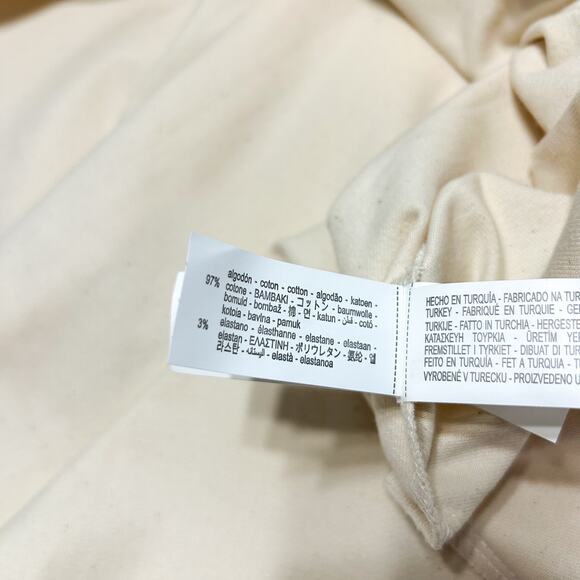 97% algodón - coton - cotton - algodão - katoen -
cotone - BAMBAKI - コットン - baumwolle -
bomuld - bombaž - 棉 - 면 - katun - قطن - cotó -
kotoia - bavlna - pamuk
3% elastano - élasthanne - elastane - elastaan -
elastan - ΕΛΑΣΤΙΝΗ - ポリウレタン - 氨纶 - 엘
라스탄 - elastà - elastanoa
HECHO EN TURQUÍA - FABRICADO NA TUR
TURKEY - FABRIQUÉ EN TURQUIE - GE
TURKIJE - FATTO IN TURCHIA - HERGESTE
ΚΑΤΑΣΚΕΥΗ ΤΟΥΡΚΙΑ - ÜRETİM YE
FREMSTILLET I TYRKIET - DIBUAT DI TUR
FEITO EN TURQUÍA - FET A TURQUIA - T
VYROBENÉ V TURECKU - PROIZVEDENO U